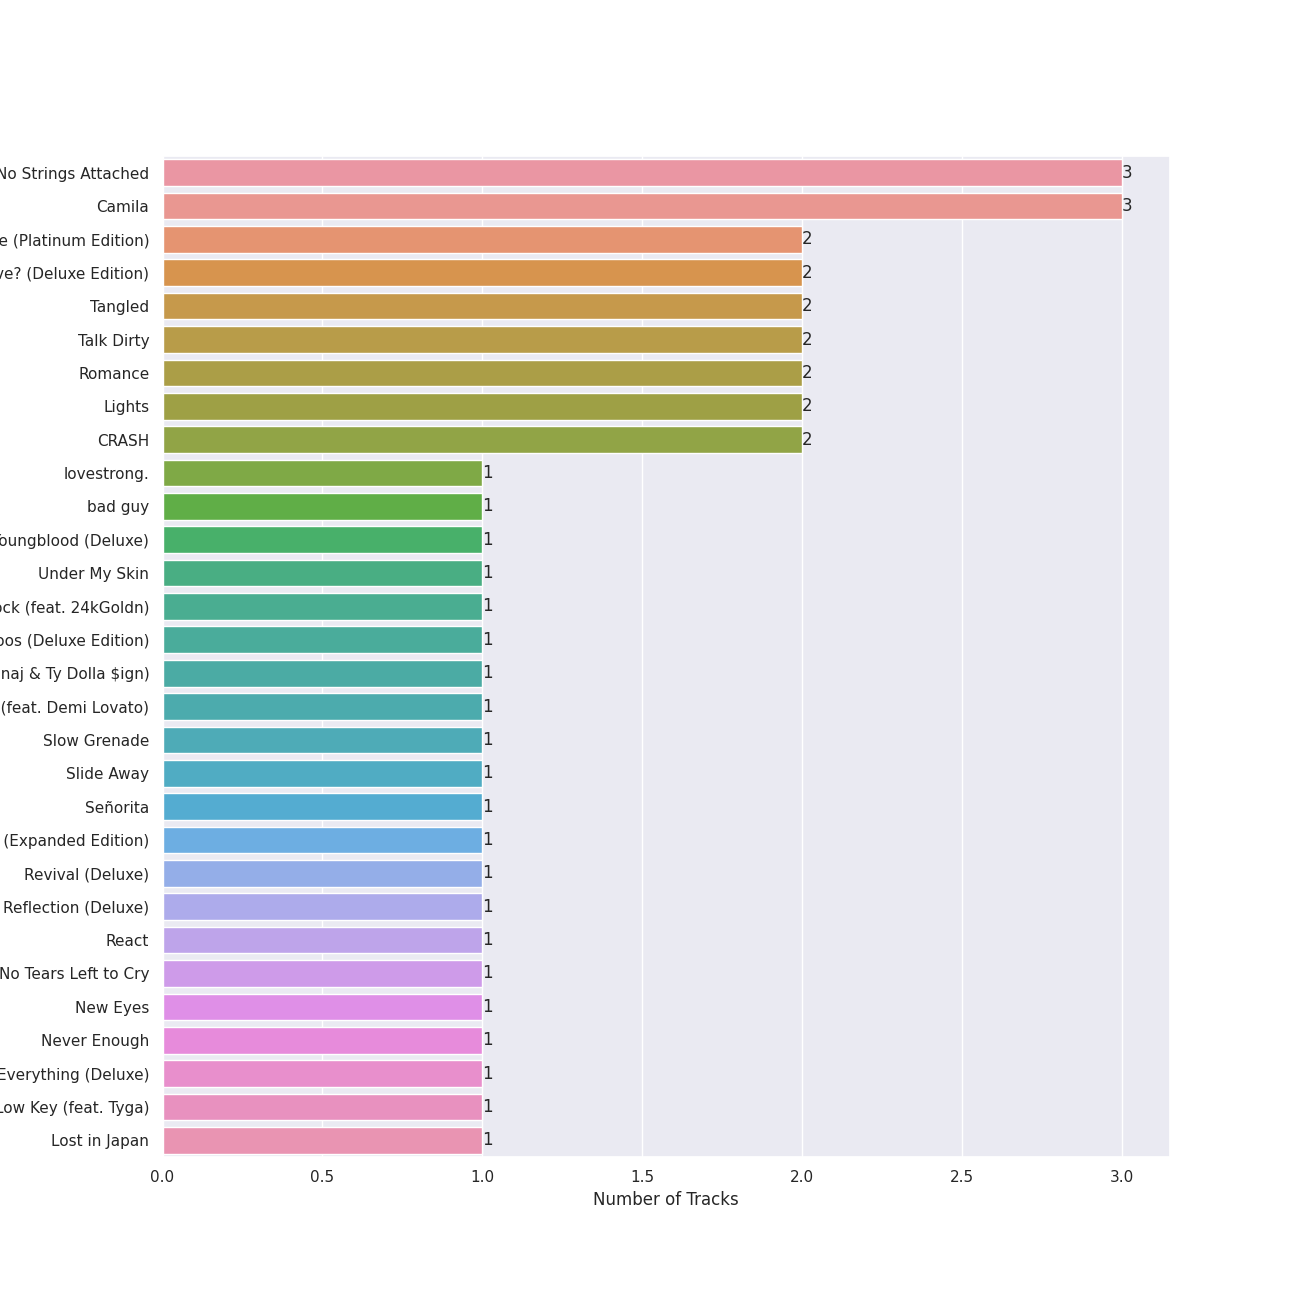 No Strings Attached 3
Camila 3
e (Platinum Edition) 2
ve? (Deluxe Edition) 2
Tangled 2
Talk Dirty 2
Romance 2
Lights 2
CRASH 2
lovestrong. 1
bad guy 1
oungblood (Deluxe) 1
Under My Skin 1
ock (feat. 24kGoldn) 1
oos (Deluxe Edition) 1
naj & Ty Dolla $ign) 1
(feat. Demi Lovato) 1
Slow Grenade 1
Slide Away 1
Señorita 1
(Expanded Edition) 1
Revival (Deluxe) 1
Reflection (Deluxe) 1
React 1
No Tears Left to Cry 1
New Eyes 1
Never Enough 1
Everything (Deluxe) 1
Low Key (feat. Tyga) 1
Lost in Japan 1
0.0 0.5 1.0 1.5 2.0 2.5 3.0
Number of Tracks